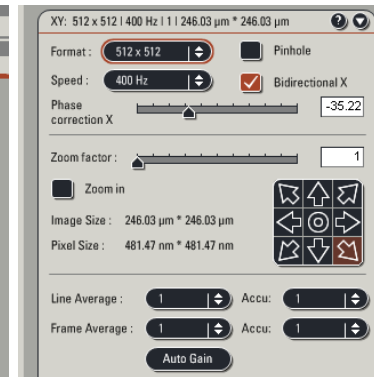 XY: 512 x 512 | 400 Hz | 1 | 246.03 µm * 246.03 µm ?
Format : 512 x 512 Pinhole
Speed : 400 Hz Bidirectional X
Phase correction X -35.22
Zoom factor : 1
Zoom in
Image Size : 246.03 µm * 246.03 µm
Pixel Size : 481.47 nm * 481.47 nm
Line Average : 1 Accu: 1
Frame Average : 1 Accu: 1
Auto Gain